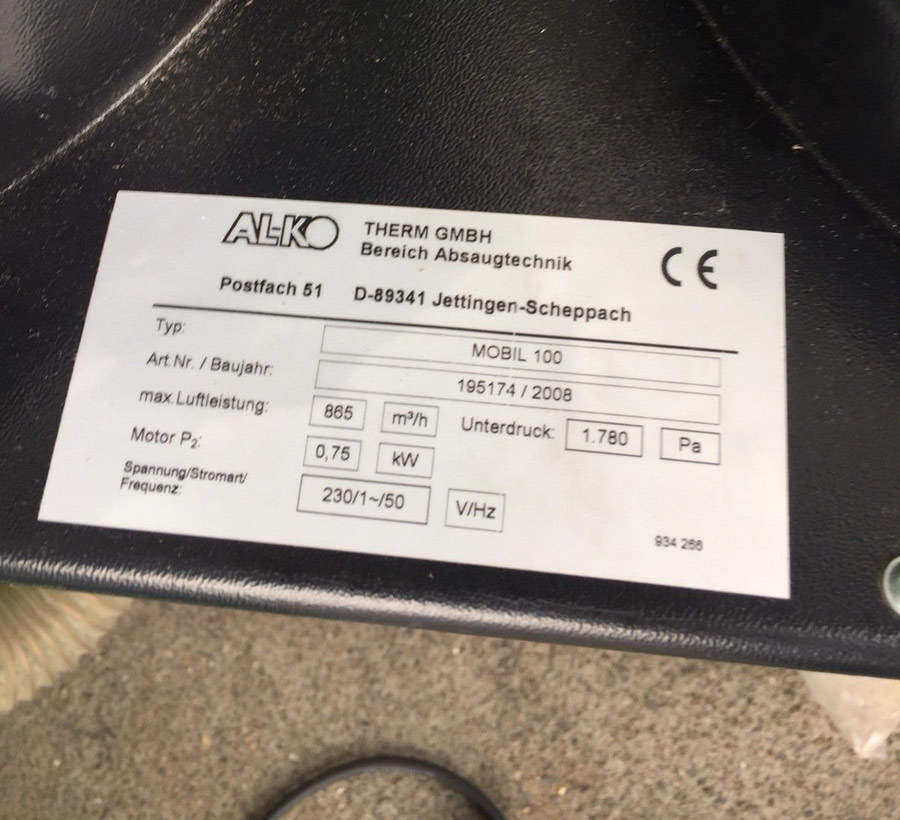 AL-KO THERM GMBH
Bereich Absaugtechnik
CE
Postfach 51 D-89341 Jettingen-Scheppach
Typ: MOBIL 100
Art.Nr. / Baujahr: 195174 / 2008
max.Luftleistung: 865 m³/h Unterdruck: 1.780 Pa
Motor P₂: 0,75 kW
Spannung/Stromart/
Frequenz: 230/1~/50 V/Hz
934 266